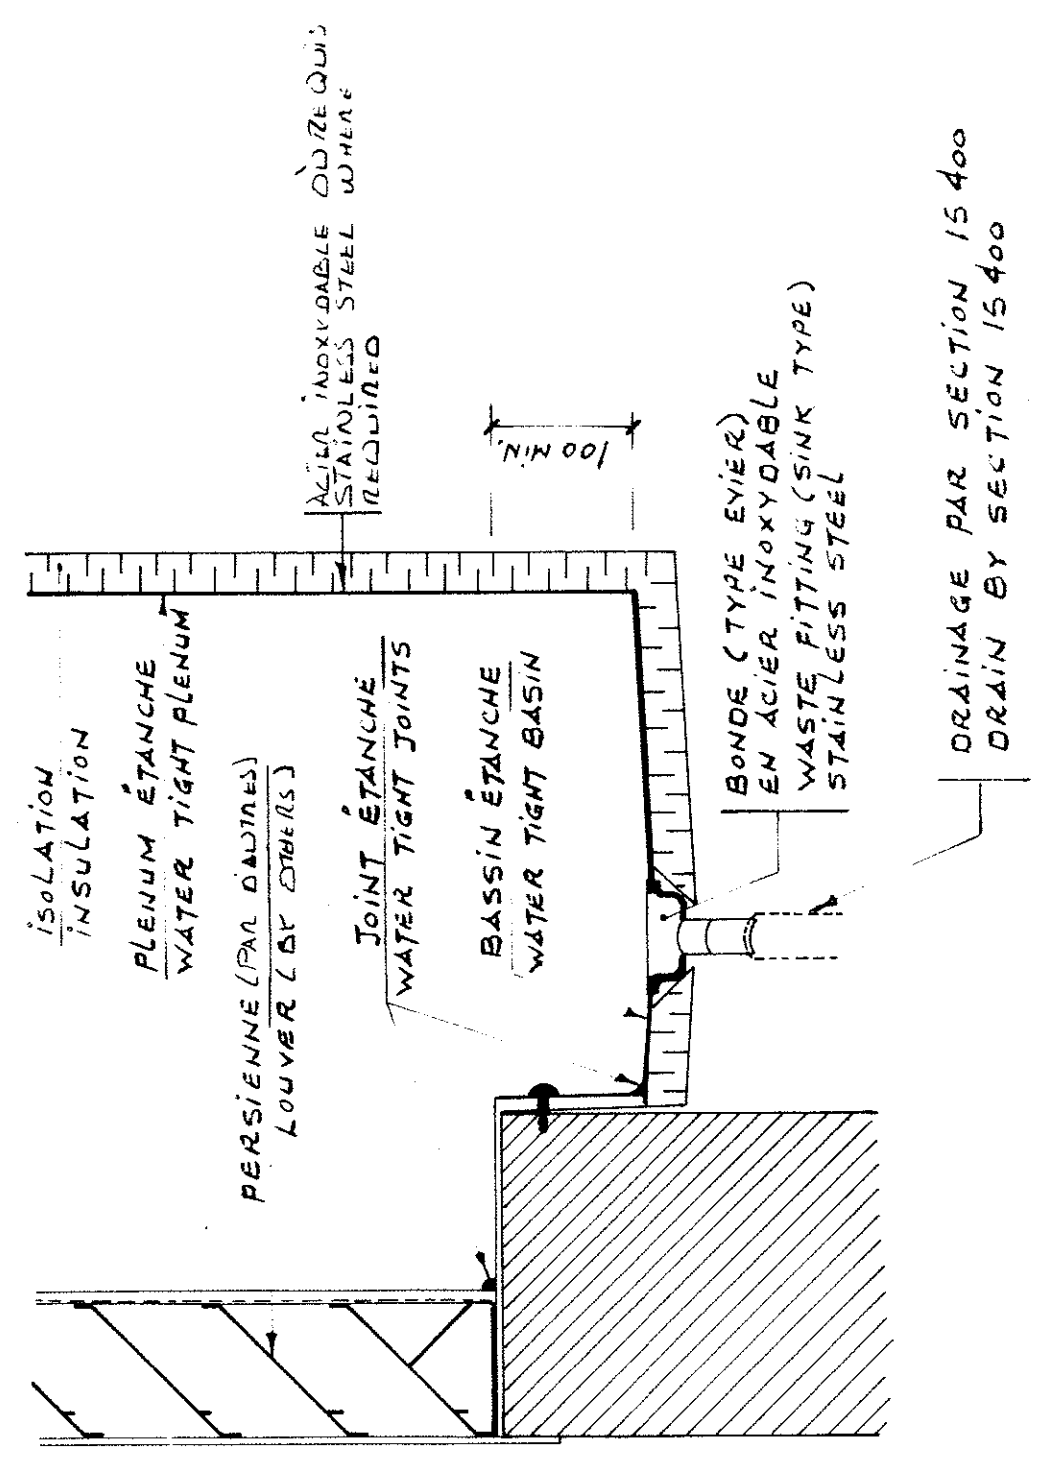 ISOLATION
INSULATION
PLENUM ÉTANCHE
WATER TIGHT PLENUM
PERSIENNE (PAR DAUTRES)
LOUVER (BY OTHERS)
ACIER INOXYDABLE OÙ REQUIS
STAINLESS STEEL WHERE
REQUIRED
JOINT ÉTANCHE
WATER TIGHT JOINTS
BASSIN ÉTANCHE
WATER TIGHT BASIN
100 MIN.
BONDE (TYPE EVIER)
EN ACIER INOXYDABLE
WASTE FITTING (SINK TYPE)
STAINLESS STEEL
DRAINAGE PAR SECTION 15400
DRAIN BY SECTION 15400